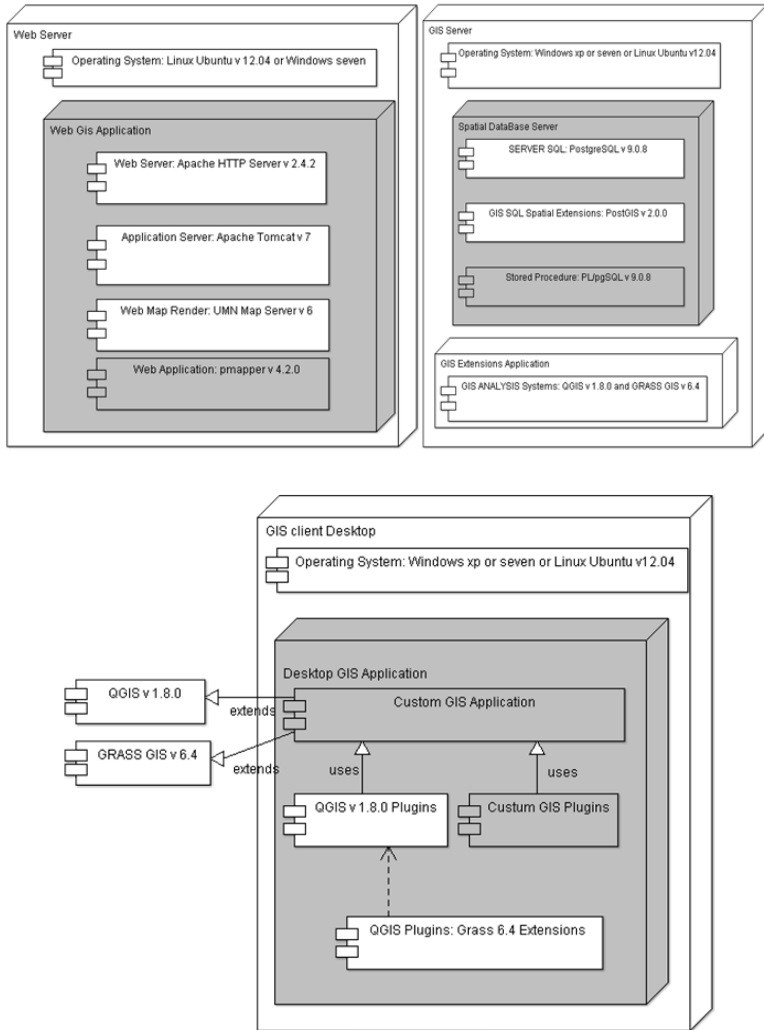 Web Server
Operating System: Linux Ubuntu v 12.04 or Windows seven
Web Gis Application
Web Server: Apache HTTP Server v 2.4.2
Application Server: Apache Tomcat v 7
Web Map Render: UMN Map Server v 6
Web Application: pmapper v 4.2.0
GIS Server
Operating System: Windows xp or seven or Linux Ubuntu v12.04
Spatial DataBase Server
SERVER SQL: PostgreSQL v 9.0.8
GIS SQL Spatial Extensions: PostGIS v 2.0.0
Stored Procedure: PL/pgSQL v 9.0.8
GIS Extensions Application
GIS ANALYSIS Systems: QGIS v 1.8.0 and GRASS GIS v 6.4
GIS client Desktop
Operating System: Windows xp or seven or Linux Ubuntu v12.04
Desktop GIS Application
QGIS v 1.8.0
extends
Custom GIS Application
GRASS GIS v 6.4
extends
uses
uses
QGIS v 1.8.0 Plugins
Custum GIS Plugins
QGIS Plugins: Grass 6.4 Extensions